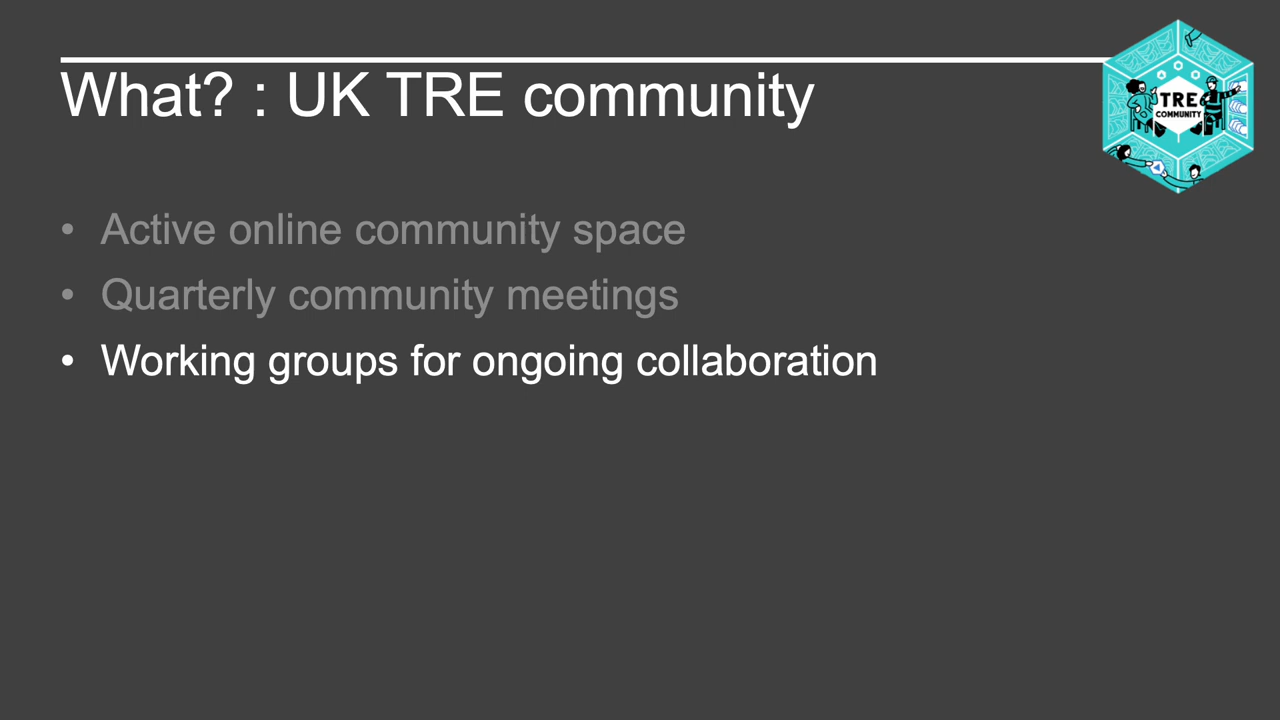 What? : UK TRE community
TRE
COMMUNITY
• Active online community space
• Quarterly community meetings
• Working groups for ongoing collaboration